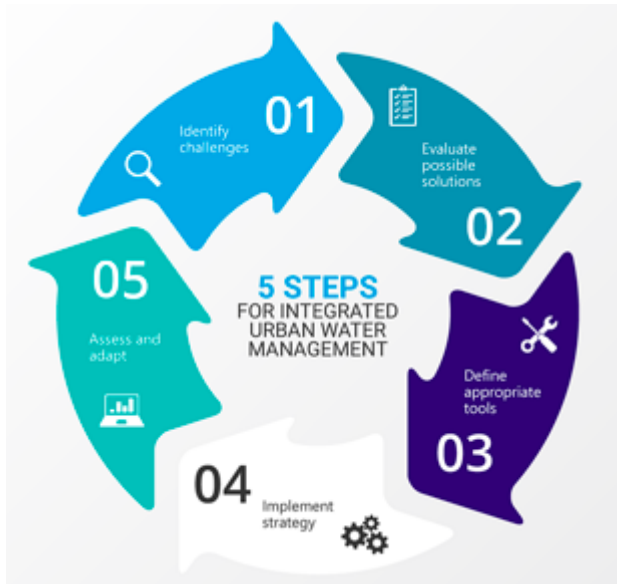 01
Identify
challenges
Evaluate
possible
solutions
02
Define
appropriate
tools
03
04
Implement
strategy
05
Assess and
adapt
5 STEPS
FOR INTEGRATED
URBAN WATER
MANAGEMENT